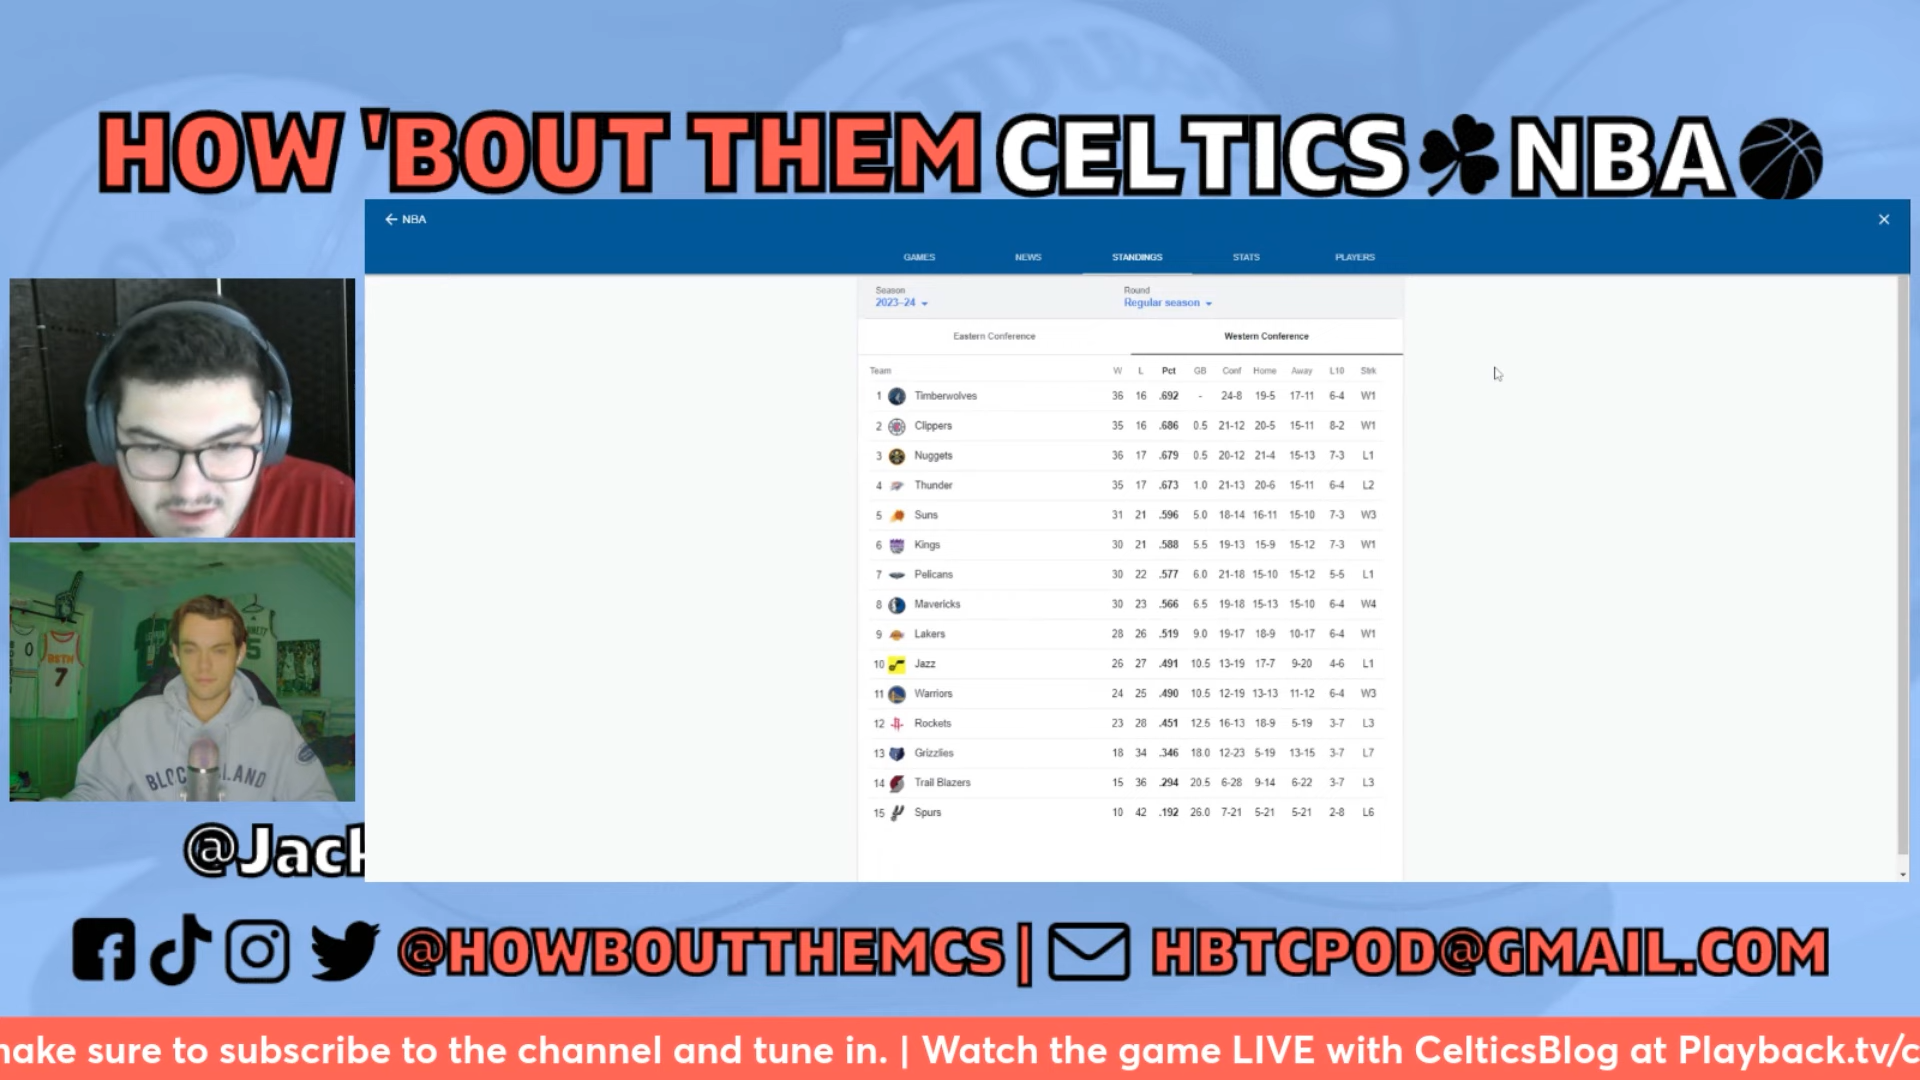 HOW 'BOUT THEM CELTICS NBA
← NBA ×
GAMES NEWS STANDINGS STATS PLAYERS
Season Round
2023–24 Regular season
Eastern Conference Western Conference
Team W L Pct GB Conf Home Away L10 Strk
1 Timberwolves 36 16 .692 - 24-8 19-5 17-11 6-4 W1
2 Clippers 35 16 .686 0.5 21-12 20-5 15-11 8-2 W1
3 Nuggets 36 17 .679 0.5 20-12 21-4 15-13 7-3 L1
4 Thunder 35 17 .673 1.0 21-13 20-6 15-11 6-4 L2
5 Suns 31 21 .596 5.0 18-14 16-11 15-10 7-3 W3
6 Kings 30 21 .588 5.5 19-13 15-9 15-12 7-3 W1
7 Pelicans 30 22 .577 6.0 21-18 15-10 15-12 5-5 L1
8 Mavericks 30 23 .566 6.5 19-18 15-13 15-10 6-4 W4
9 Lakers 28 26 .519 9.0 19-17 18-9 10-17 6-4 W1
10 Jazz 26 27 .491 10.5 13-19 17-7 9-20 4-6 L1
11 Warriors 24 25 .490 10.5 12-19 13-13 11-12 6-4 W3
12 Rockets 23 28 .451 12.5 16-13 18-9 5-19 3-7 L3
13 Grizzlies 18 34 .346 18.0 12-23 5-19 13-15 3-7 L7
14 Trail Blazers 15 36 .294 20.5 6-28 9-14 6-22 3-7 L3
15 Spurs 10 42 .192 26.0 7-21 5-21 5-21 2-8 L6
0
BSTN
7
5
@Jack
@HOWBOUTTHEMCS | HBTCPOD@GMAIL.COM
make sure to subscribe to the channel and tune in. | Watch the game LIVE with CelticsBlog at Playback.tv/c